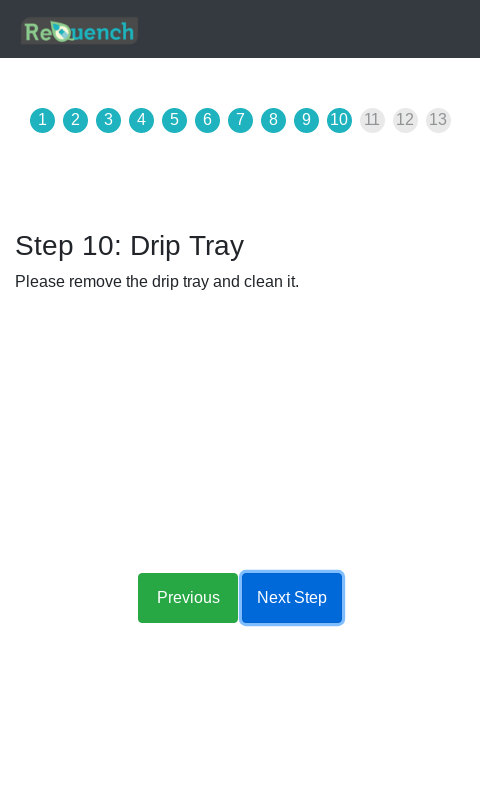 ReQuench
1 2 3 4 5 6 7 8 9 10 11 12 13
Step 10: Drip Tray
Please remove the drip tray and clean it.
Previous Next Step